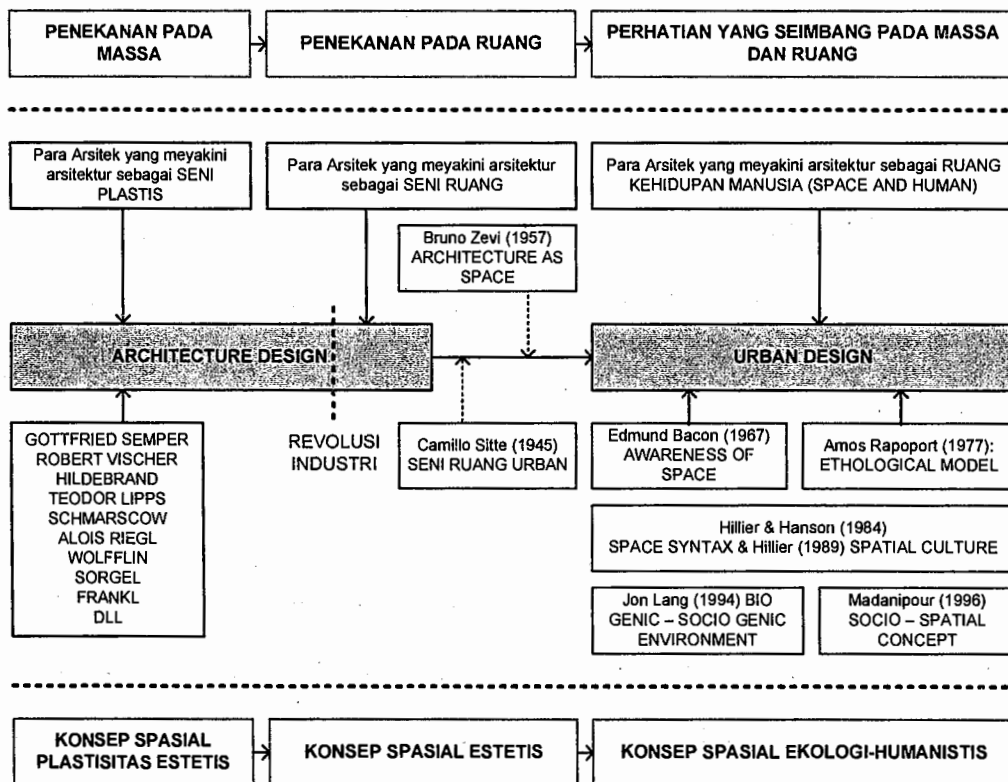 PENEKANAN PADA
MASSA
PENEKANAN PADA RUANG
PERHATIAN YANG SEIMBANG PADA MASSA
DAN RUANG
Para Arsitek yang meyakini
arsitektur sebagai SENI
PLASTIS
Para Arsitek yang meyakini arsitektur
sebagai SENI RUANG
Para Arsitek yang meyakini arsitektur sebagai RUANG
KEHIDUPAN MANUSIA (SPACE AND HUMAN)
Bruno Zevi (1957)
ARCHITECTURE AS
SPACE
ARCHITECTURE DESIGN
URBAN DESIGN
GOTTFRIED SEMPER
ROBERT VISCHER
HILDEBRAND
TEODOR LIPPS
SCHMARSCOW
ALOIS RIEGL
WOLFFLIN
SORGEL
FRANKL
DLL
REVOLUSI
INDUSTRI
Camillo Sitte (1945)
SENI RUANG URBAN
Edmund Bacon (1967)
AWARENESS OF
SPACE
Amos Rapoport (1977):
ETHOLOGICAL MODEL
Hillier & Hanson (1984)
SPACE SYNTAX & Hillier (1989) SPATIAL CULTURE
Jon Lang (1994) BIO
GENIC – SOCIO GENIC
ENVIRONMENT
Madanipour (1996)
SOCIO – SPATIAL
CONCEPT
KONSEP SPASIAL
PLASTISITAS ESTETIS
KONSEP SPASIAL ESTETIS
KONSEP SPASIAL EKOLOGI-HUMANISTIS